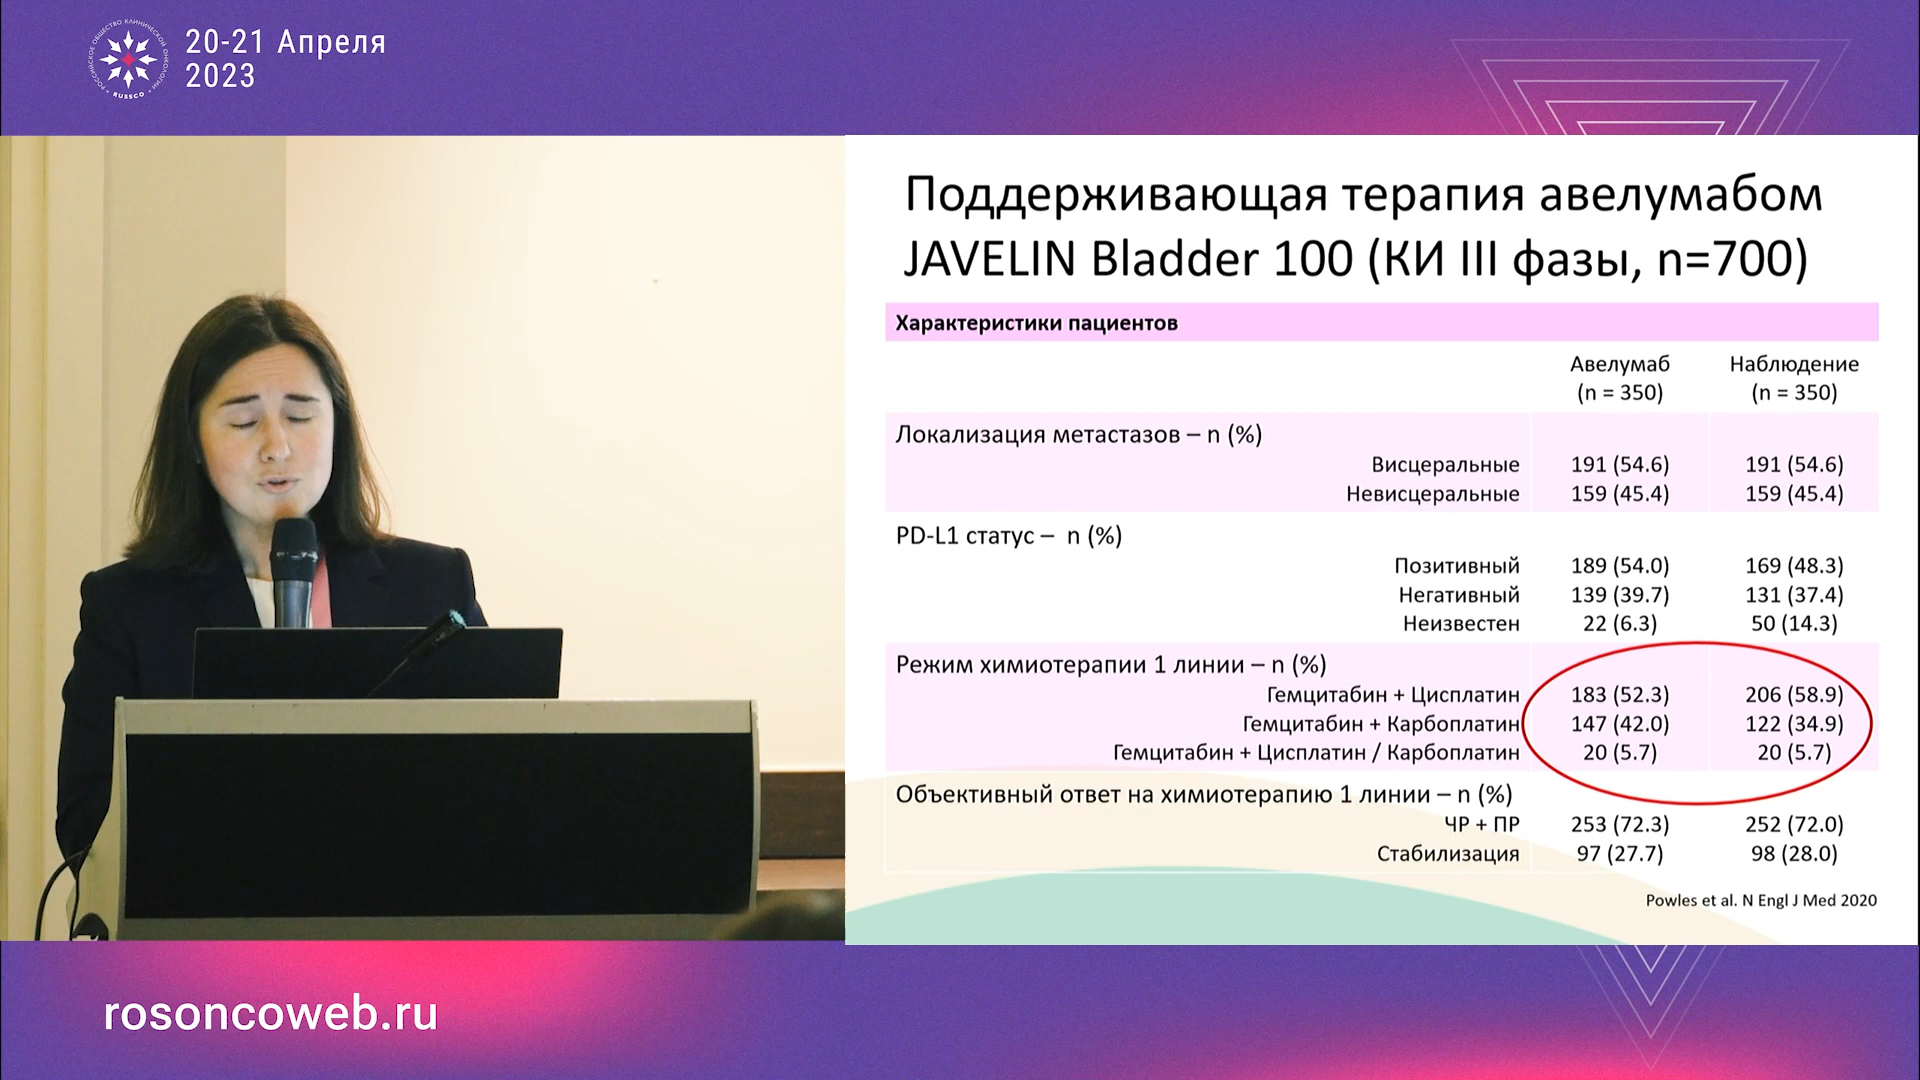 20-21 Апреля
2023
РОССИЙСКОЕ ОБЩЕСТВО КЛИНИЧЕСКОЙ ОНКОЛОГИИ
RUSSCO
Поддерживающая терапия авелумабом
JAVELIN Bladder 100 (КИ III фазы, n=700)
Характеристики пациентов
Авелумаб Наблюдение
(n = 350) (n = 350)
Локализация метастазов – n (%)
Висцеральные 191 (54.6) 191 (54.6)
Невисцеральные 159 (45.4) 159 (45.4)
PD-L1 статус – n (%)
Позитивный 189 (54.0) 169 (48.3)
Негативный 139 (39.7) 131 (37.4)
Неизвестен 22 (6.3) 50 (14.3)
Режим химиотерапии 1 линии – n (%)
Гемцитабин + Цисплатин 183 (52.3) 206 (58.9)
Гемцитабин + Карбоплатин 147 (42.0) 122 (34.9)
Гемцитабин + Цисплатин / Карбоплатин 20 (5.7) 20 (5.7)
Объективный ответ на химиотерапию 1 линии – n (%)
ЧР + ПР 253 (72.3) 252 (72.0)
Стабилизация 97 (27.7) 98 (28.0)
Powles et al. N Engl J Med 2020
rosoncoweb.ru